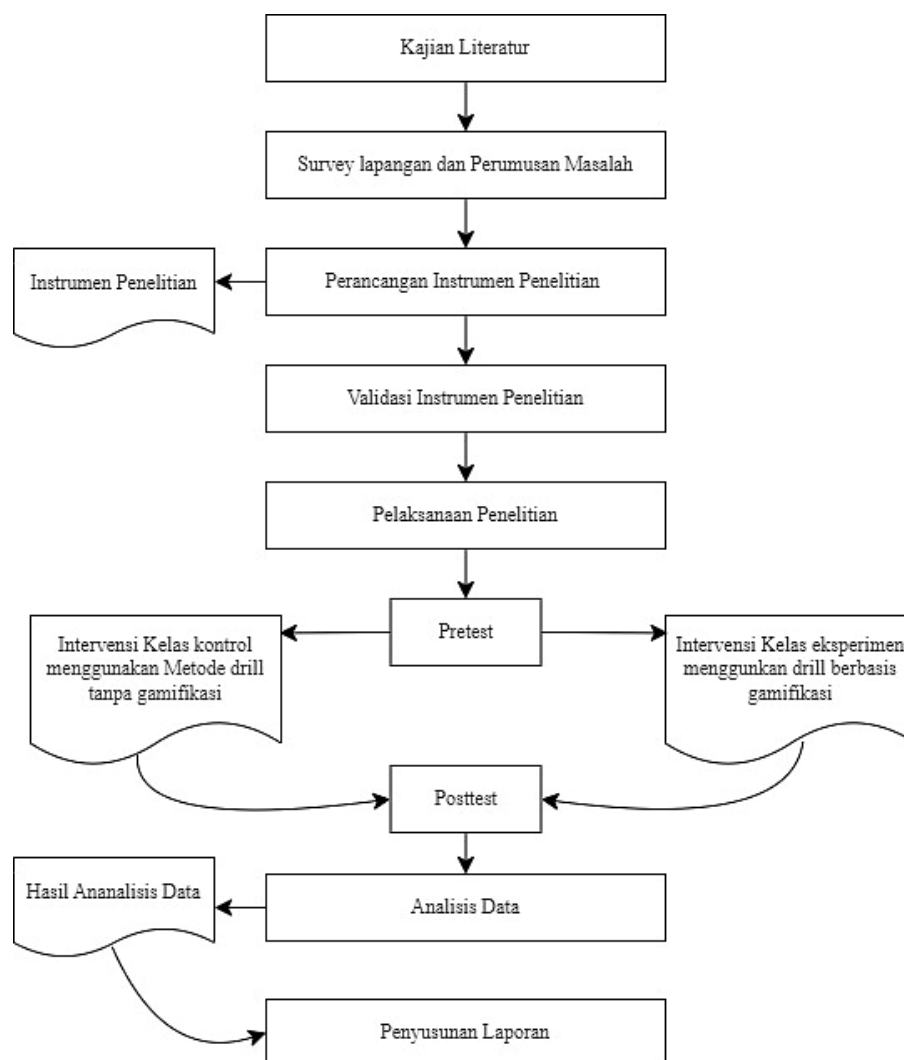 Kajian Literatur
Survey lapangan dan Perumusan Masalah
Instrumen Penelitian
Perancangan Instrumen Penelitian
Validasi Instrumen Penelitian
Pelaksanaan Penelitian
Pretest
Intervensi Kelas kontrol
menggunakan Metode drill
tanpa gamifikasi
Intervensi Kelas eksperimen
menggunkan drill berbasis
gamifikasi
Posttest
Hasil Ananalisis Data
Analisis Data
Penyusunan Laporan